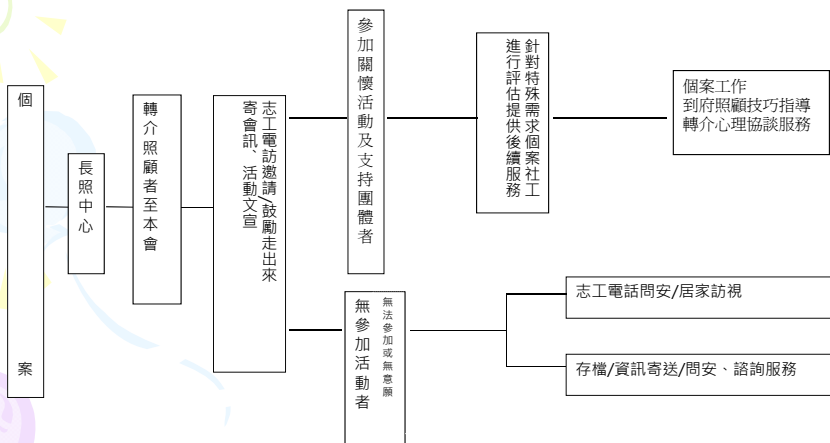 個案
長照中心
轉介照顧者至本會
志工電訪邀請/鼓勵走出來
寄會訊、活動文宣
參加關懷活動及支持團體者
針對特殊需求個案社工
進行評估提供後續服務
個案工作
到府照顧技巧指導
轉介心理協談服務
無法參加或無意願
無參加活動者
志工電話問安/居家訪視
存檔/資訊寄送/問安、諮詢服務